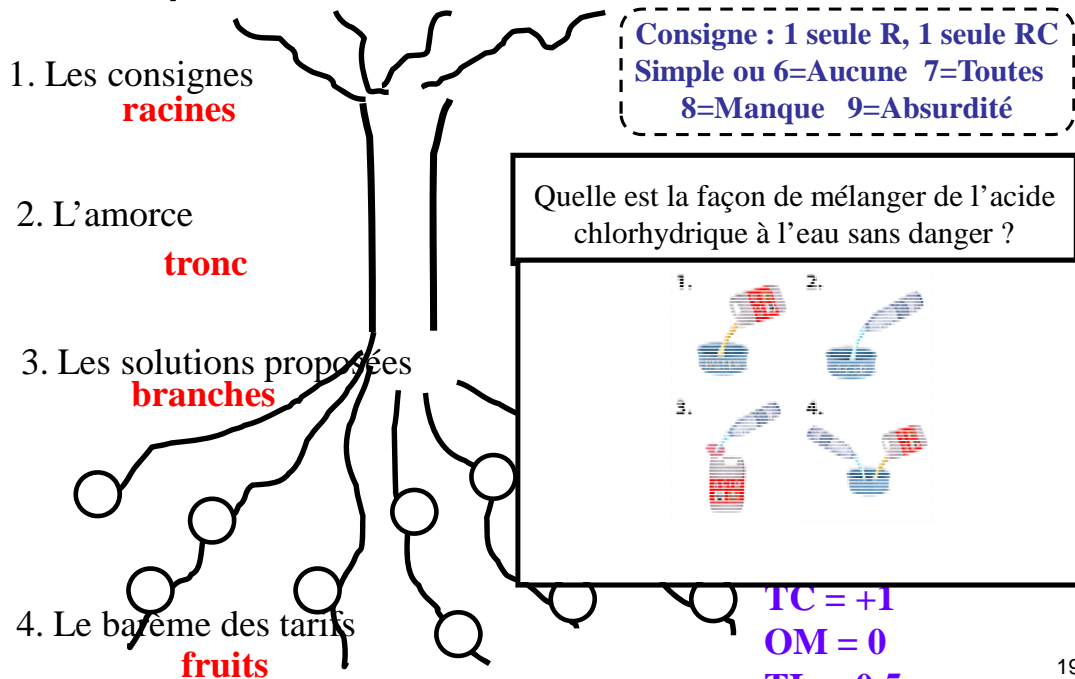 1. Les consignes
racines
Consigne : 1 seule R, 1 seule RC
Simple ou 6=Aucune 7=Toutes
8=Manque 9=Absurdité
2. L’amorce
tronc
Quelle est la façon de mélanger de l’acide
chlorhydrique à l’eau sans danger ?
1.
2.
3.
4.
3. Les solutions proposées
branches
4. Le barème des tarifs
fruits
TC = +1
OM = 0
19